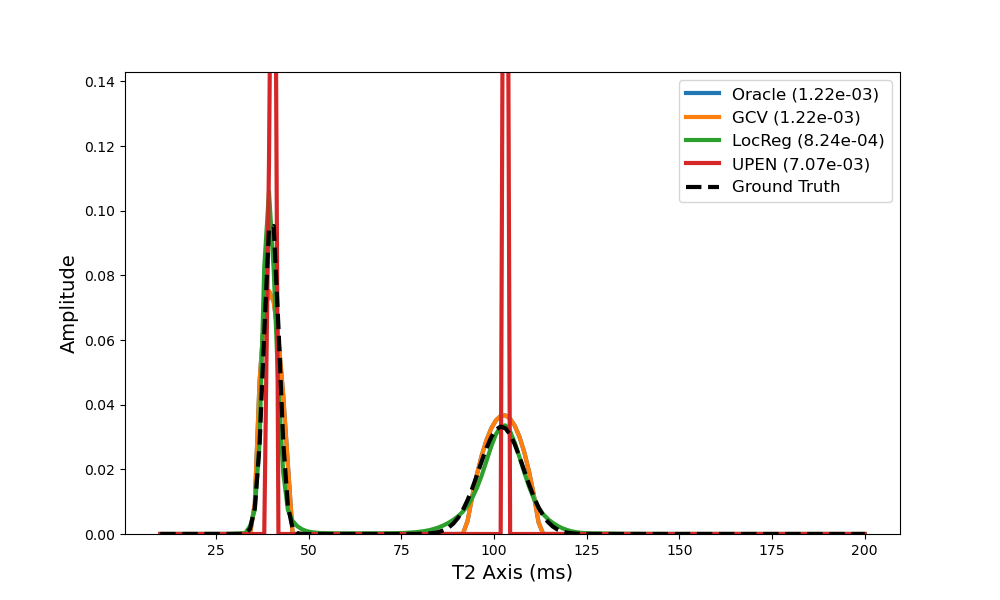 0.14
0.12
0.10
0.08
0.06
0.04
0.02
0.00
Amplitude
25 50 75 100 125 150 175 200
T2 Axis (ms)
Oracle (1.22e-03)
GCV (1.22e-03)
LocReg (8.24e-04)
UPEN (7.07e-03)
Ground Truth